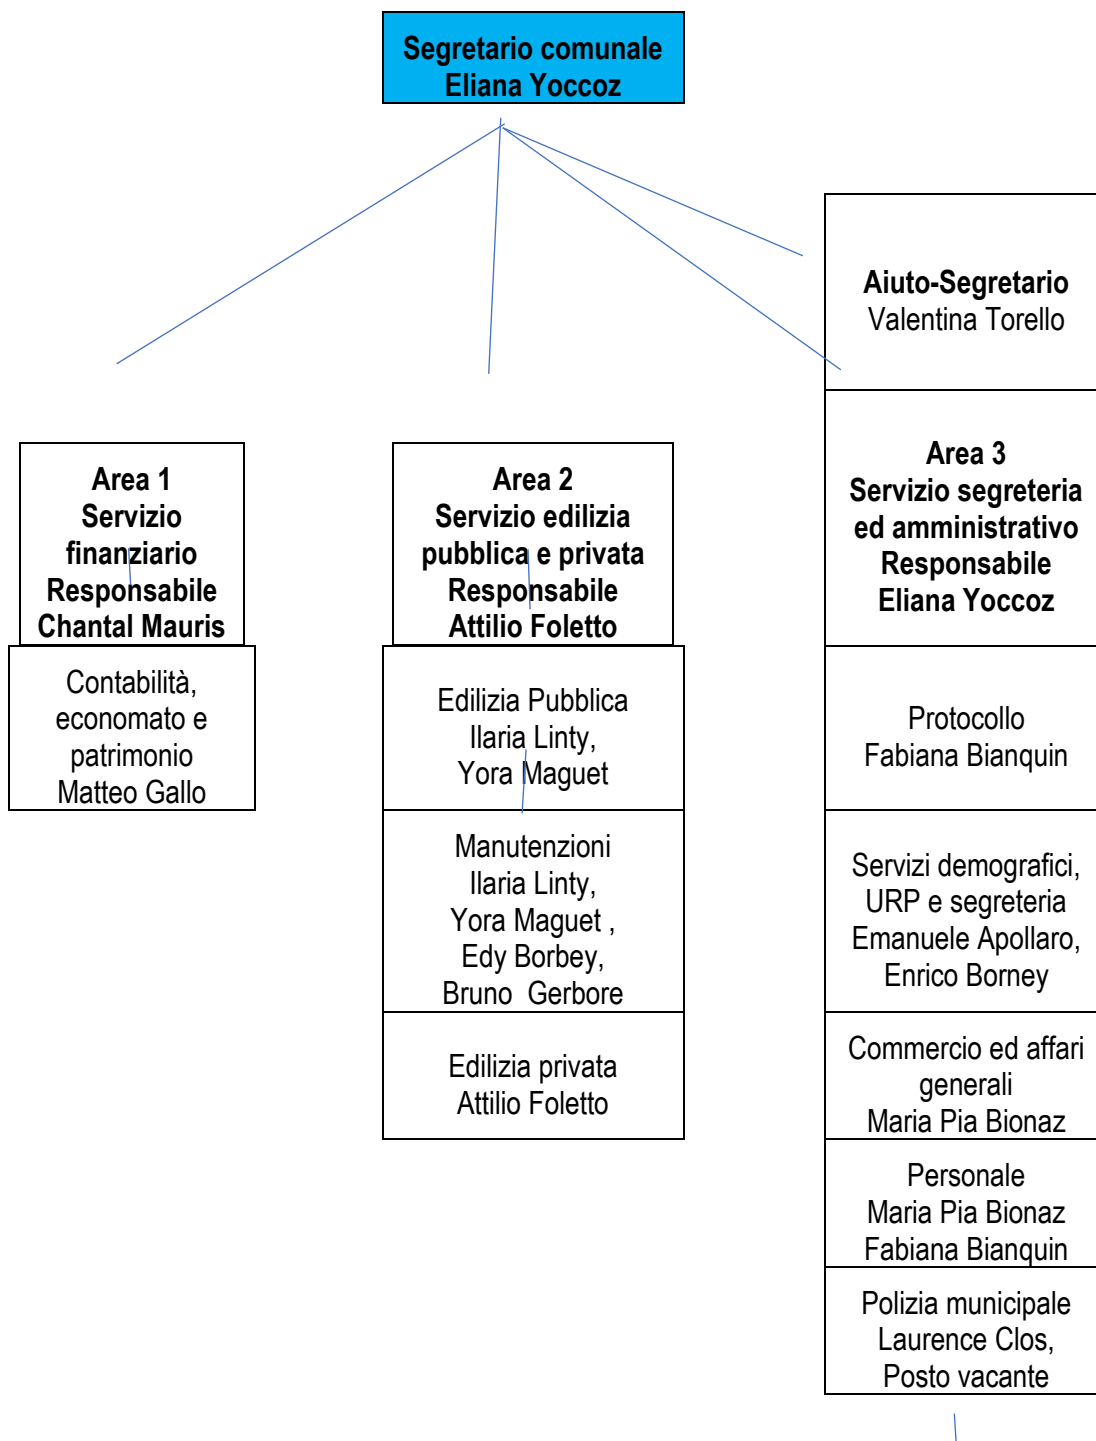 Segretario comunale
Eliana Yoccoz
Aiuto-Segretario
Valentina Torello
Area 1
Servizio
finanziario
Responsabile
Chantal Mauris
Contabilità,
economato e
patrimonio
Matteo Gallo
Area 2
Servizio edilizia
pubblica e privata
Responsabile
Attilio Foletto
Edilizia Pubblica
Ilaria Linty,
Yora Maguet
Manutenzioni
Ilaria Linty,
Yora Maguet ,
Edy Borbey,
Bruno  Gerbore
Edilizia privata
Attilio Foletto
Area 3
Servizio segreteria
ed amministrativo
Responsabile
Eliana Yoccoz
Protocollo
Fabiana Bianquin
Servizi demografici,
URP e segreteria
Emanuele Apollaro,
Enrico Borney
Commercio ed affari
generali
Maria Pia Bionaz
Personale
Maria Pia Bionaz
Fabiana Bianquin
Polizia municipale
Laurence Clos,
Posto vacante